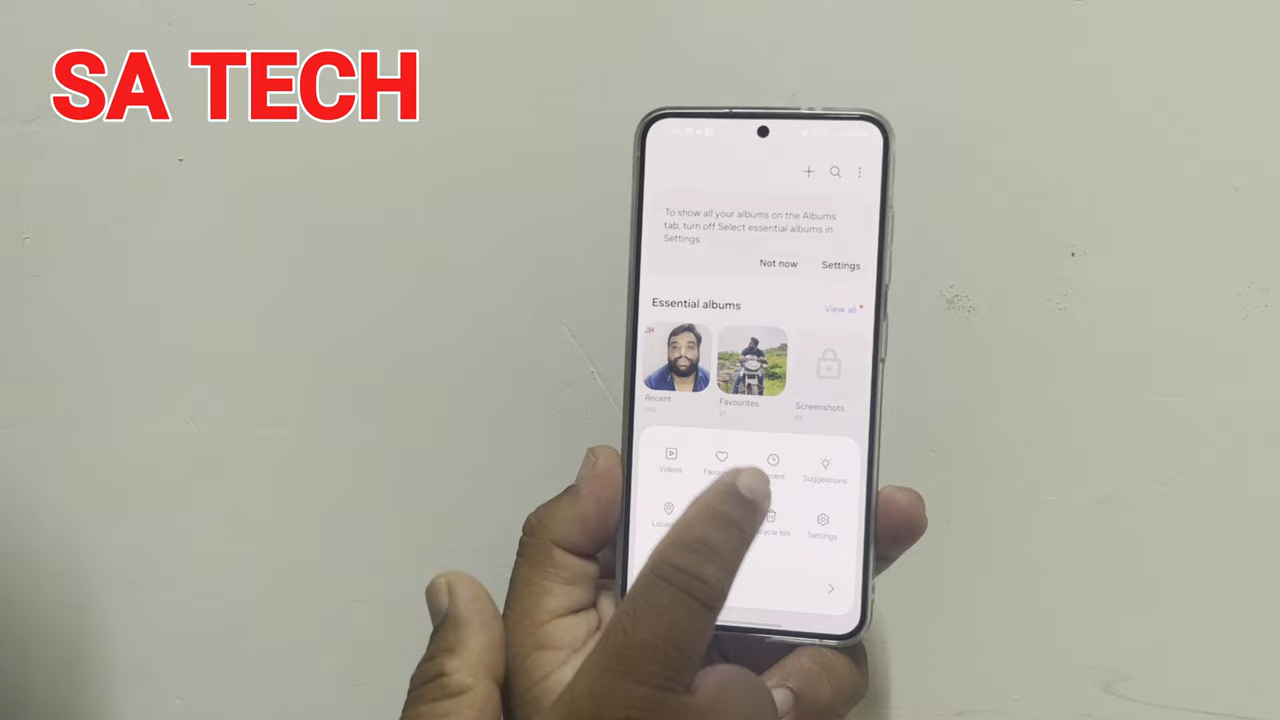 SA TECH
To show all your albums on the Albums
tab, turn off Select essential albums in
Settings.
Not now Settings
Essential albums
View all
Recent
Favourites
Screenshots
Videos
Suggestions
Settings